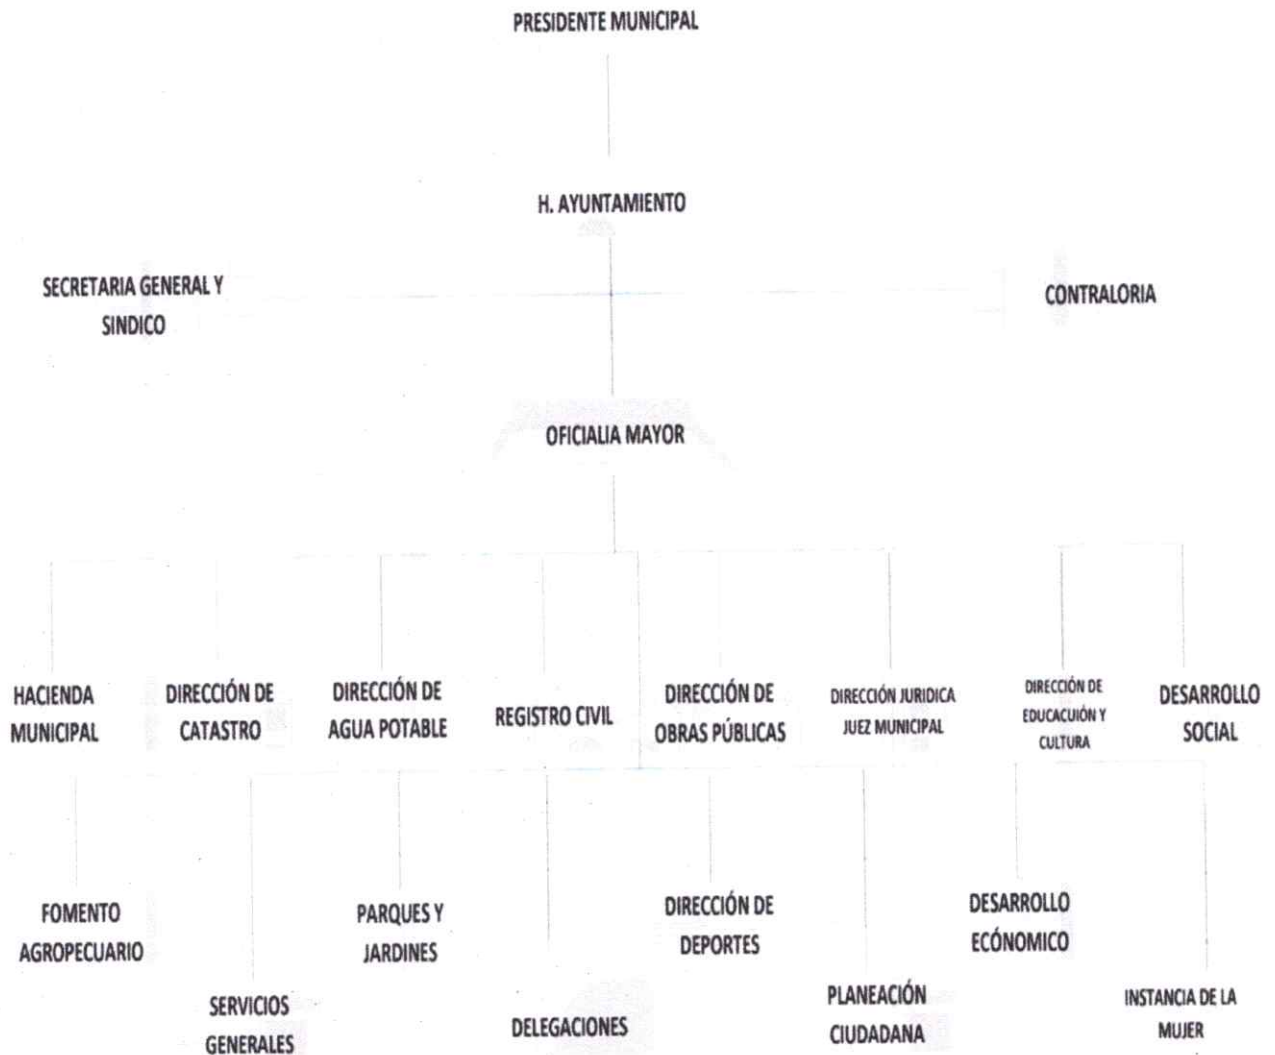 PRESIDENTE MUNICIPAL
H. AYUNTAMIENTO
SECRETARIA GENERAL Y
SINDICO
CONTRALORIA
OFICIALIA MAYOR
HACIENDA
MUNICIPAL
DIRECCIÓN DE
CATASTRO
DIRECCIÓN DE
AGUA POTABLE
REGISTRO CIVIL
DIRECCIÓN DE
OBRAS PÚBLICAS
DIRECCIÓN JURIDICA
JUEZ MUNICIPAL
DIRECCIÓN DE
EDUCACUIÓN Y
CULTURA
DESARROLLO
SOCIAL
FOMENTO
AGROPECUARIO
SERVICIOS
GENERALES
PARQUES Y
JARDINES
DELEGACIONES
DIRECCIÓN DE
DEPORTES
PLANEACIÓN
CIUDADANA
DESARROLLO
ECÓNOMICO
INSTANCIA DE LA
MUJER